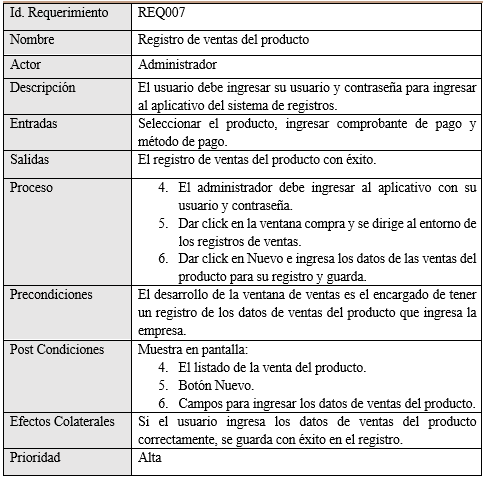 Id. Requerimiento REQ007
Nombre Registro de ventas del producto
Actor Administrador
Descripción El usuario debe ingresar su usuario y contraseña para ingresar
al aplicativo del sistema de registros.
Entradas Seleccionar el producto, ingresar comprobante de pago y
método de pago.
Salidas El registro de ventas del producto con éxito.
Proceso 4. El administrador debe ingresar al aplicativo con su
usuario y contraseña.
5. Dar click en la ventana compra y se dirige al entorno de
los registros de ventas.
6. Dar click en Nuevo e ingresa los datos de las ventas del
producto para su registro y guarda.
Precondiciones El desarrollo de la ventana de ventas es el encargado de tener
un registro de los datos de ventas del producto que ingresa la
empresa.
Post Condiciones Muestra en pantalla:
4. El listado de la venta del producto.
5. Botón Nuevo.
6. Campos para ingresar los datos de ventas del producto.
Efectos Colaterales Si el usuario ingresa los datos de ventas del producto
correctamente, se guarda con éxito en el registro.
Prioridad Alta